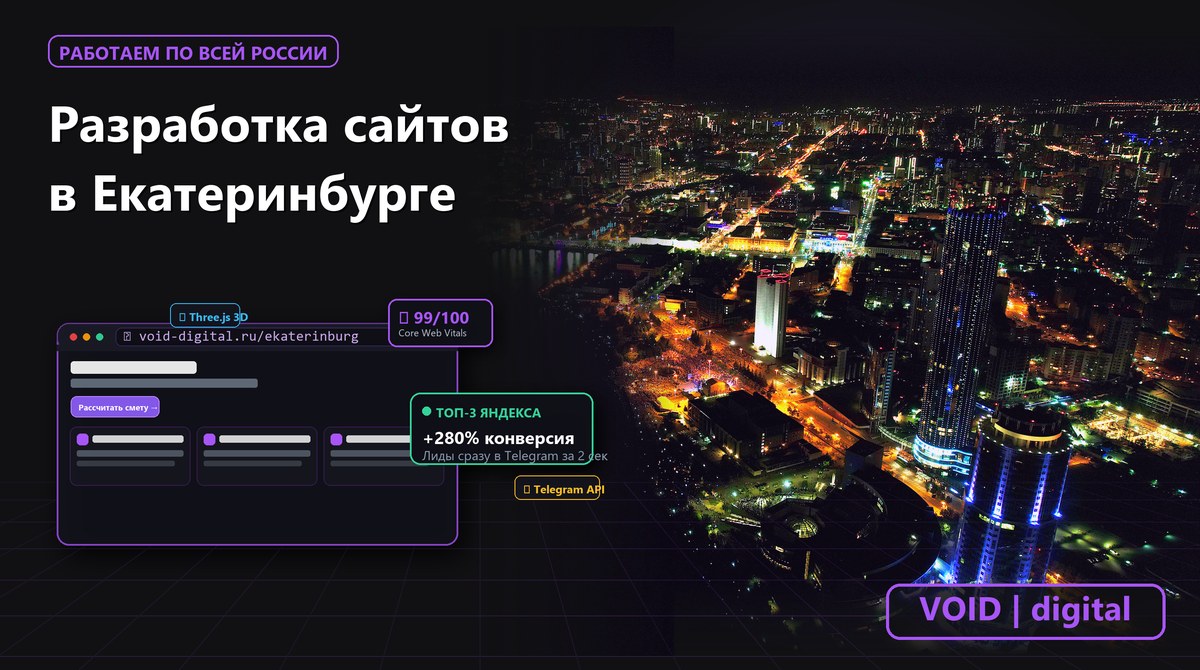 РАБОТАЕМ ПО ВСЕЙ РОССИИ
Разработка сайтов
в Екатеринбурге
Three.js 3D
99/100
Core Web Vitals
void-digital.ru/ekaterinburg
Рассчитать смету →
ТОП-3 ЯНДЕКСА
+280% конверсия
Лиды сразу в Telegram за 2 сек
Telegram API
VOID | digital